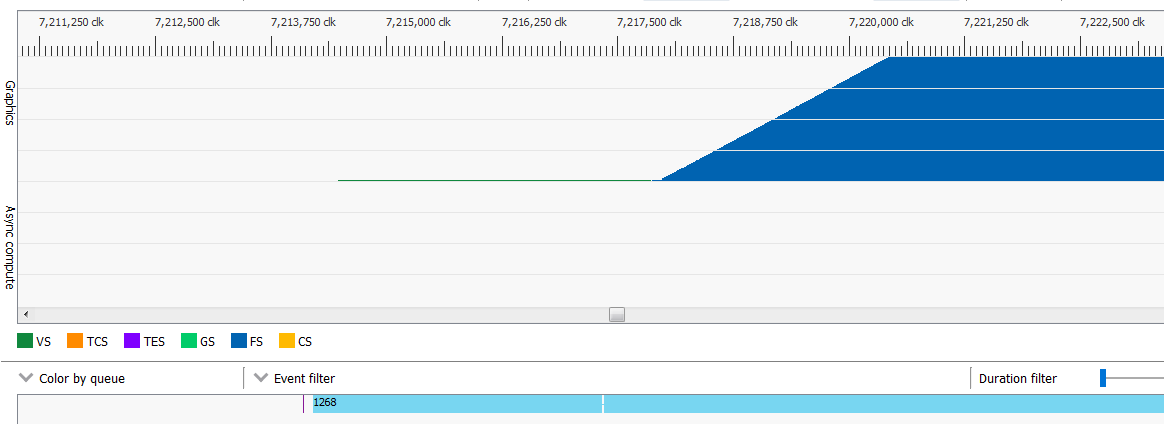 7,211,250 clk 7,212,500 clk 7,213,750 clk 7,215,000 clk 7,216,250 clk 7,217,500 clk 7,218,750 clk 7,220,000 clk 7,221,250 clk 7,222,500 clk
Graphics
Async compute
VS TCS TES GS FS CS
Color by queue Event filter Duration filter
1268